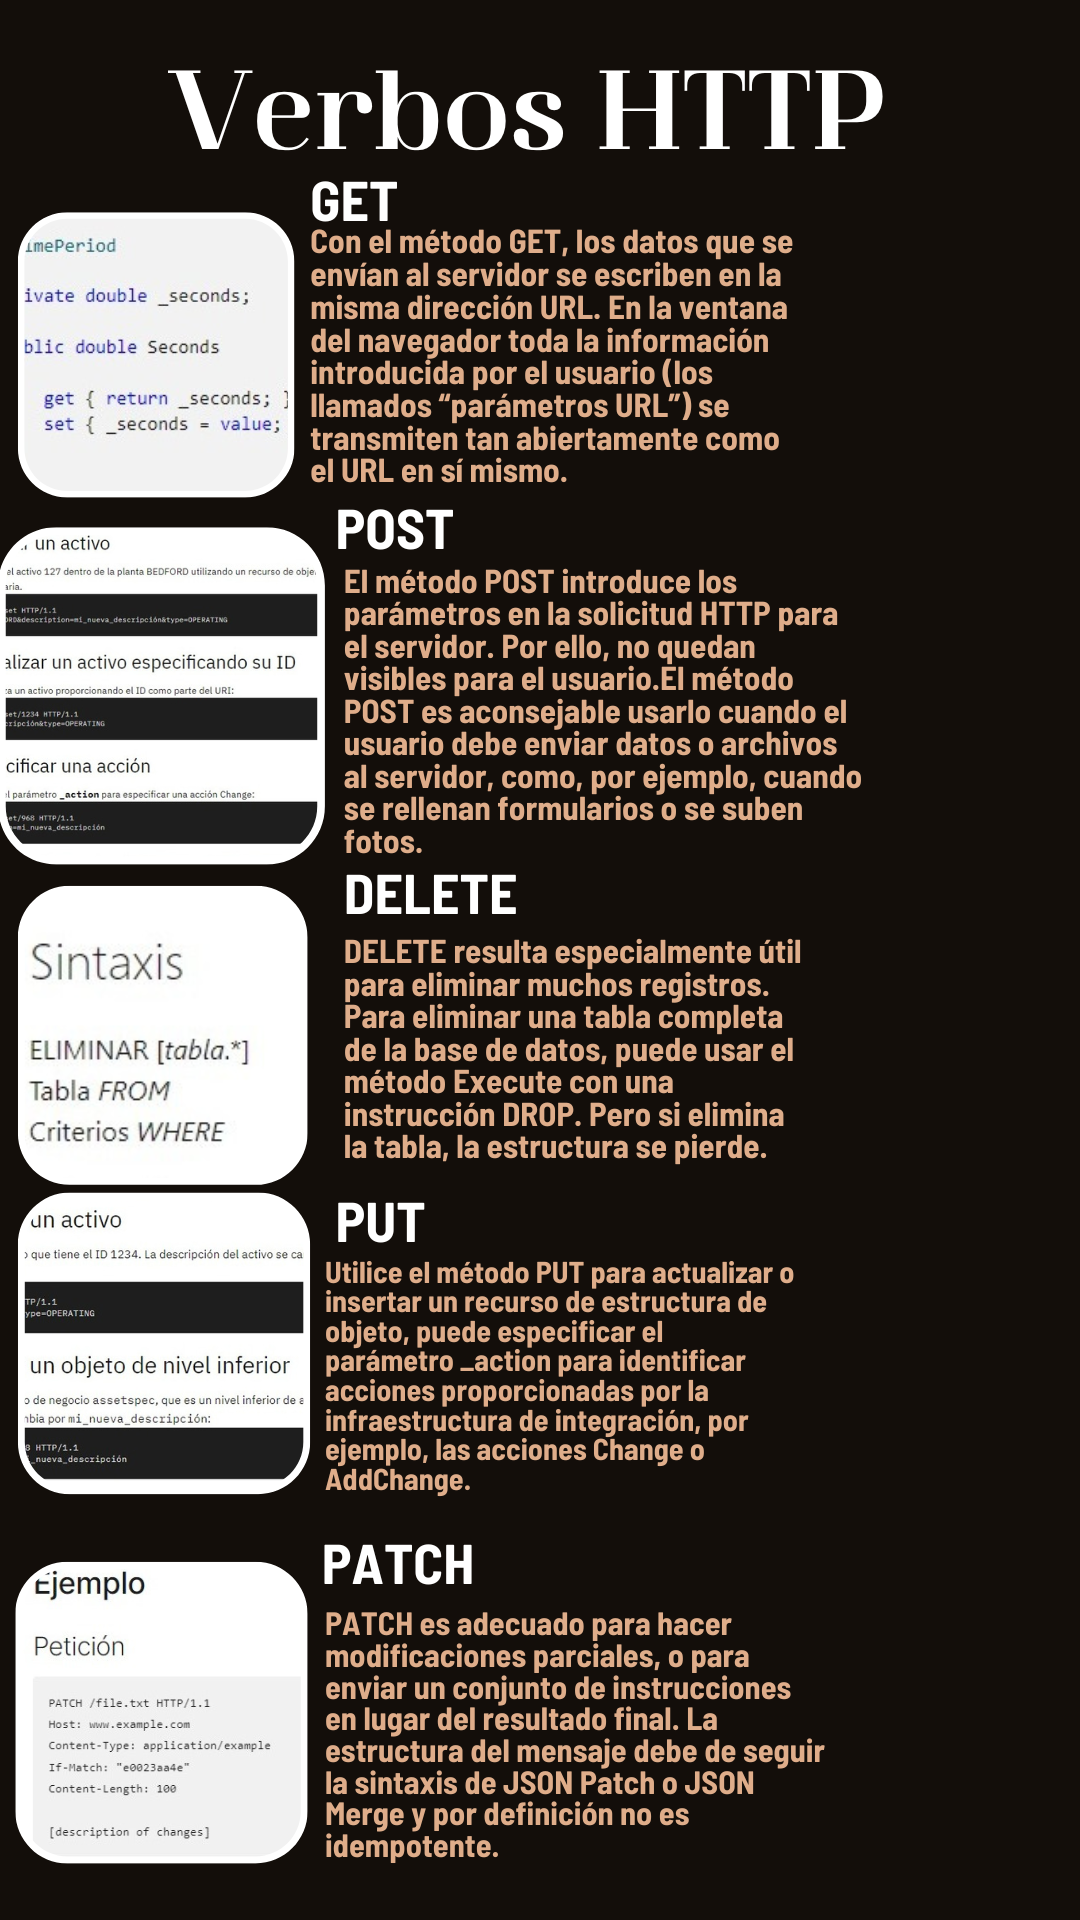 Verbos HTTP
GET
Con el método GET, los datos que se
envían al servidor se escriben en la
misma dirección URL. En la ventana
del navegador toda la información
introducida por el usuario (los
llamados “parámetros URL”) se
transmiten tan abiertamente como
el URL en sí mismo.
imePeriod
ivate double _seconds;
blic double Seconds
get { return _seconds; }
set { _seconds = value;
POST
El método POST introduce los
parámetros en la solicitud HTTP para
el servidor. Por ello, no quedan
visibles para el usuario.El método
POST es aconsejable usarlo cuando el
usuario debe enviar datos o archivos
al servidor, como, por ejemplo, cuando
se rellenan formularios o se suben
fotos.
r un activo
el activo 127 dentro de la planta BEDFORD utilizando un recurso de obje
aria.
set HTTP/1.1
ORD&description=mi_nueva_descripción&type=OPERATING
alizar un activo especificando su ID
za un activo proporcionando el ID como parte del URI:
set/1234 HTTP/1.1
cripción&type=OPERATING
cificar una acción
l parámetro _action para especificar una acción Change:
et/968 HTTP/1.1
=mi_nueva_descripción
DELETE
DELETE resulta especialmente útil
para eliminar muchos registros.
Para eliminar una tabla completa
de la base de datos, puede usar el
método Execute con una
instrucción DROP. Pero si elimina
la tabla, la estructura se pierde.
Sintaxis
ELIMINAR [tabla.*]
Tabla FROM
Criterios WHERE
PUT
Utilice el método PUT para actualizar o
insertar un recurso de estructura de
objeto, puede especificar el
parámetro _action para identificar
acciones proporcionadas por la
infraestructura de integración, por
ejemplo, las acciones Change o
AddChange.
un activo
o que tiene el ID 1234. La descripción del activo se ca
TP/1.1
ype=OPERATING
un objeto de nivel inferior
o de negocio assetspec, que es un nivel inferior de a
nbia por mi_nueva_descripción:
8 HTTP/1.1
i_nueva_descripción
PATCH
PATCH es adecuado para hacer
modificaciones parciales, o para
enviar un conjunto de instrucciones
en lugar del resultado final. La
estructura del mensaje debe de seguir
la sintaxis de JSON Patch o JSON
Merge y por definición no es
idempotente.
Ejemplo
Petición
PATCH /file.txt HTTP/1.1
Host: www.example.com
Content-Type: application/example
If-Match: "e0023aa4e"
Content-Length: 100
[description of changes]